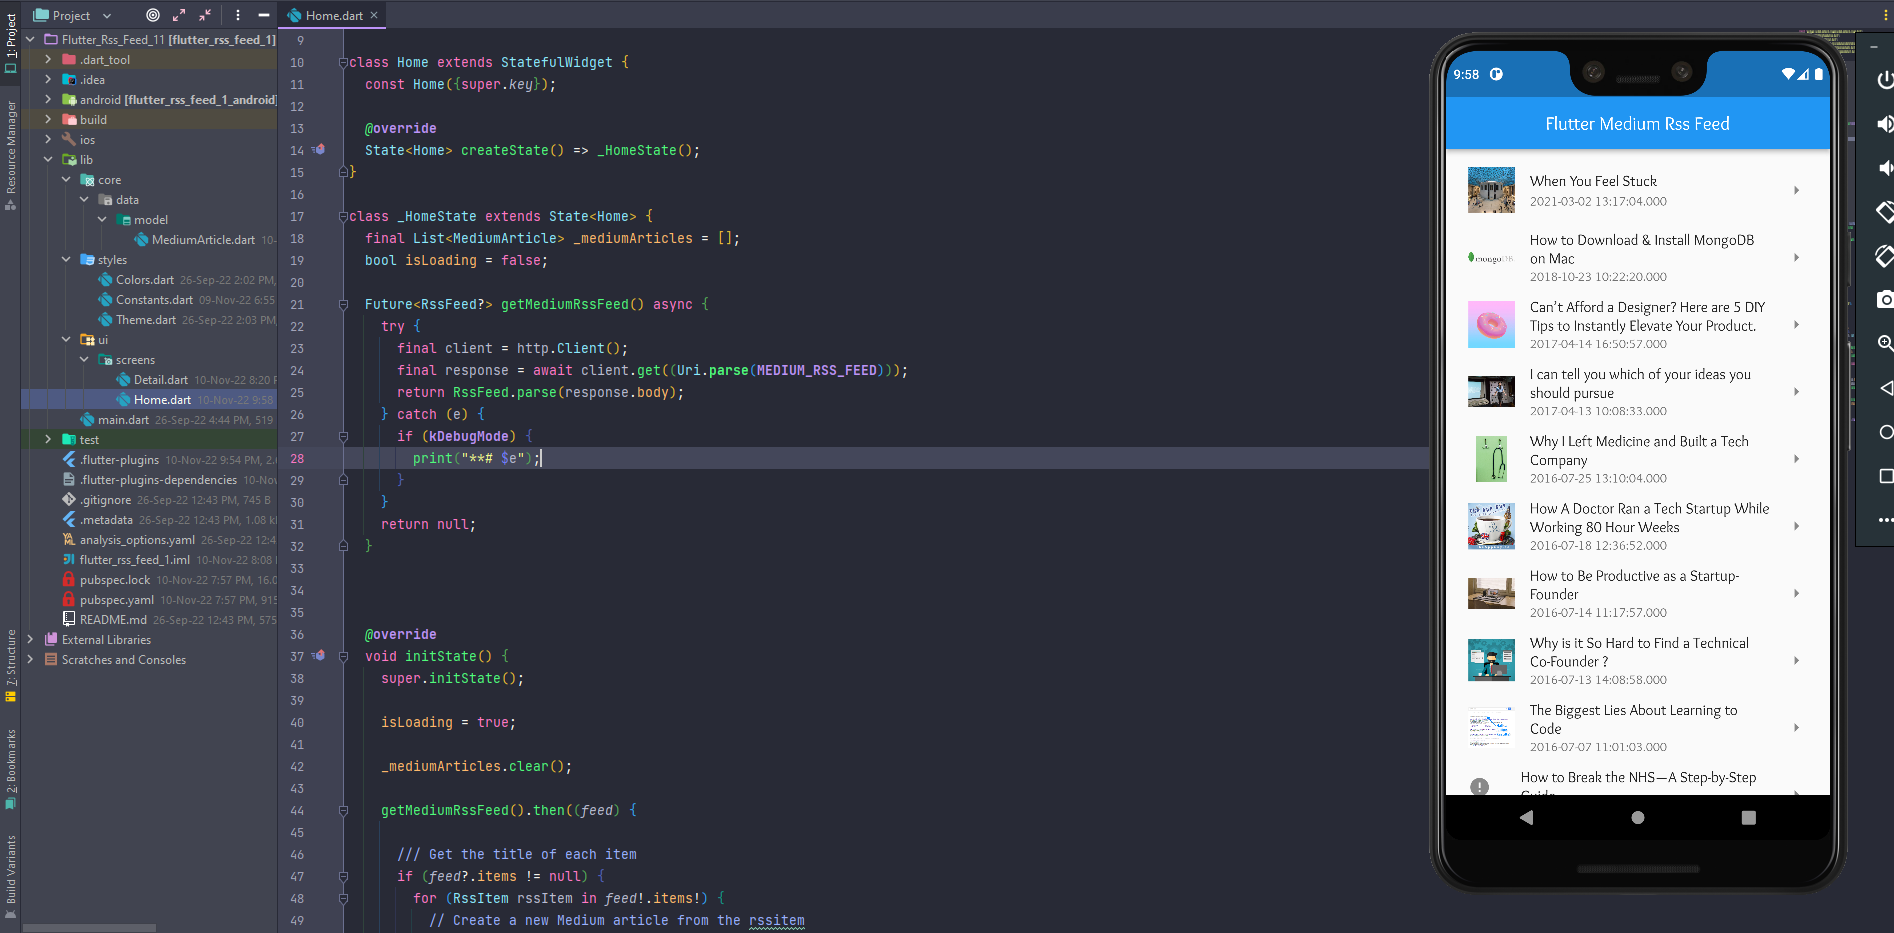 Project
Home.dart
1: Project
Resource Manager
7: Structure
2: Bookmarks
Build Variants
Flutter_Rss_Feed_11 [flutter_rss_feed_1]
.dart_tool
.idea
android [flutter_rss_feed_1_android]
build
ios
lib
core
data
model
MediumArticle.dart 10-
styles
Colors.dart 26-Sep-22 2:02 PM,
Constants.dart 09-Nov-22 6:55
Theme.dart 26-Sep-22 2:03 PM,
ui
screens
Detail.dart 10-Nov-22 8:20
Home.dart 10-Nov-22 9:58
main.dart 26-Sep-22 4:44 PM, 519
test
.flutter-plugins 10-Nov-22 9:54 PM, 2.
.flutter-plugins-dependencies 10-No
.gitignore 26-Sep-22 12:43 PM, 745 B
.metadata 26-Sep-22 12:43 PM, 1.08 k
analysis_options.yaml 26-Sep-22 12:4
flutter_rss_feed_1.iml 10-Nov-22 8:08
pubspec.lock 10-Nov-22 7:57 PM, 16.0
pubspec.yaml 10-Nov-22 7:57 PM, 915
README.md 26-Sep-22 12:43 PM, 575
External Libraries
Scratches and Consoles
9
10 class Home extends StatefulWidget {
11 const Home({super.key});
12
13 @override
14 State<Home> createState() => _HomeState();
15 }
16
17 class _HomeState extends State<Home> {
18 final List<MediumArticle> _mediumArticles = [];
19 bool isLoading = false;
20
21 Future<RssFeed?> getMediumRssFeed() async {
22 try {
23 final client = http.Client();
24 final response = await client.get((Uri.parse(MEDIUM_RSS_FEED)));
25 return RssFeed.parse(response.body);
26 } catch (e) {
27 if (kDebugMode) {
28 print("**# $e");
29 }
30 }
31 return null;
32 }
33
34
35
36 @override
37 void initState() {
38 super.initState();
39
40 isLoading = true;
41
42 _mediumArticles.clear();
43
44 getMediumRssFeed().then((feed) {
45
46 /// Get the title of each item
47 if (feed?.items != null) {
48 for (RssItem rssItem in feed!.items!) {
49 // Create a new Medium article from the rssitem
9:58
Flutter Medium Rss Feed
When You Feel Stuck
2021-03-02 13:17:04.000
mongoDB
How to Download & Install MongoDB
on Mac
2018-10-23 10:22:20.000
Can’t Afford a Designer? Here are 5 DIY
Tips to Instantly Elevate Your Product.
2017-04-14 16:50:57.000
I can tell you which of your ideas you
should pursue
2017-04-13 10:08:33.000
Why I Left Medicine and Built a Tech
Company
2016-07-25 13:10:04.000
How A Doctor Ran a Tech Startup While
Working 80 Hour Weeks
2016-07-18 12:36:52.000
How to Be Productive as a Startup-
Founder
2016-07-14 11:17:57.000
Why is it So Hard to Find a Technical
Co-Founder ?
2016-07-13 14:08:58.000
The Biggest Lies About Learning to
Code
2016-07-07 11:01:03.000
How to Break the NHS—A Step-by-Step
Guide